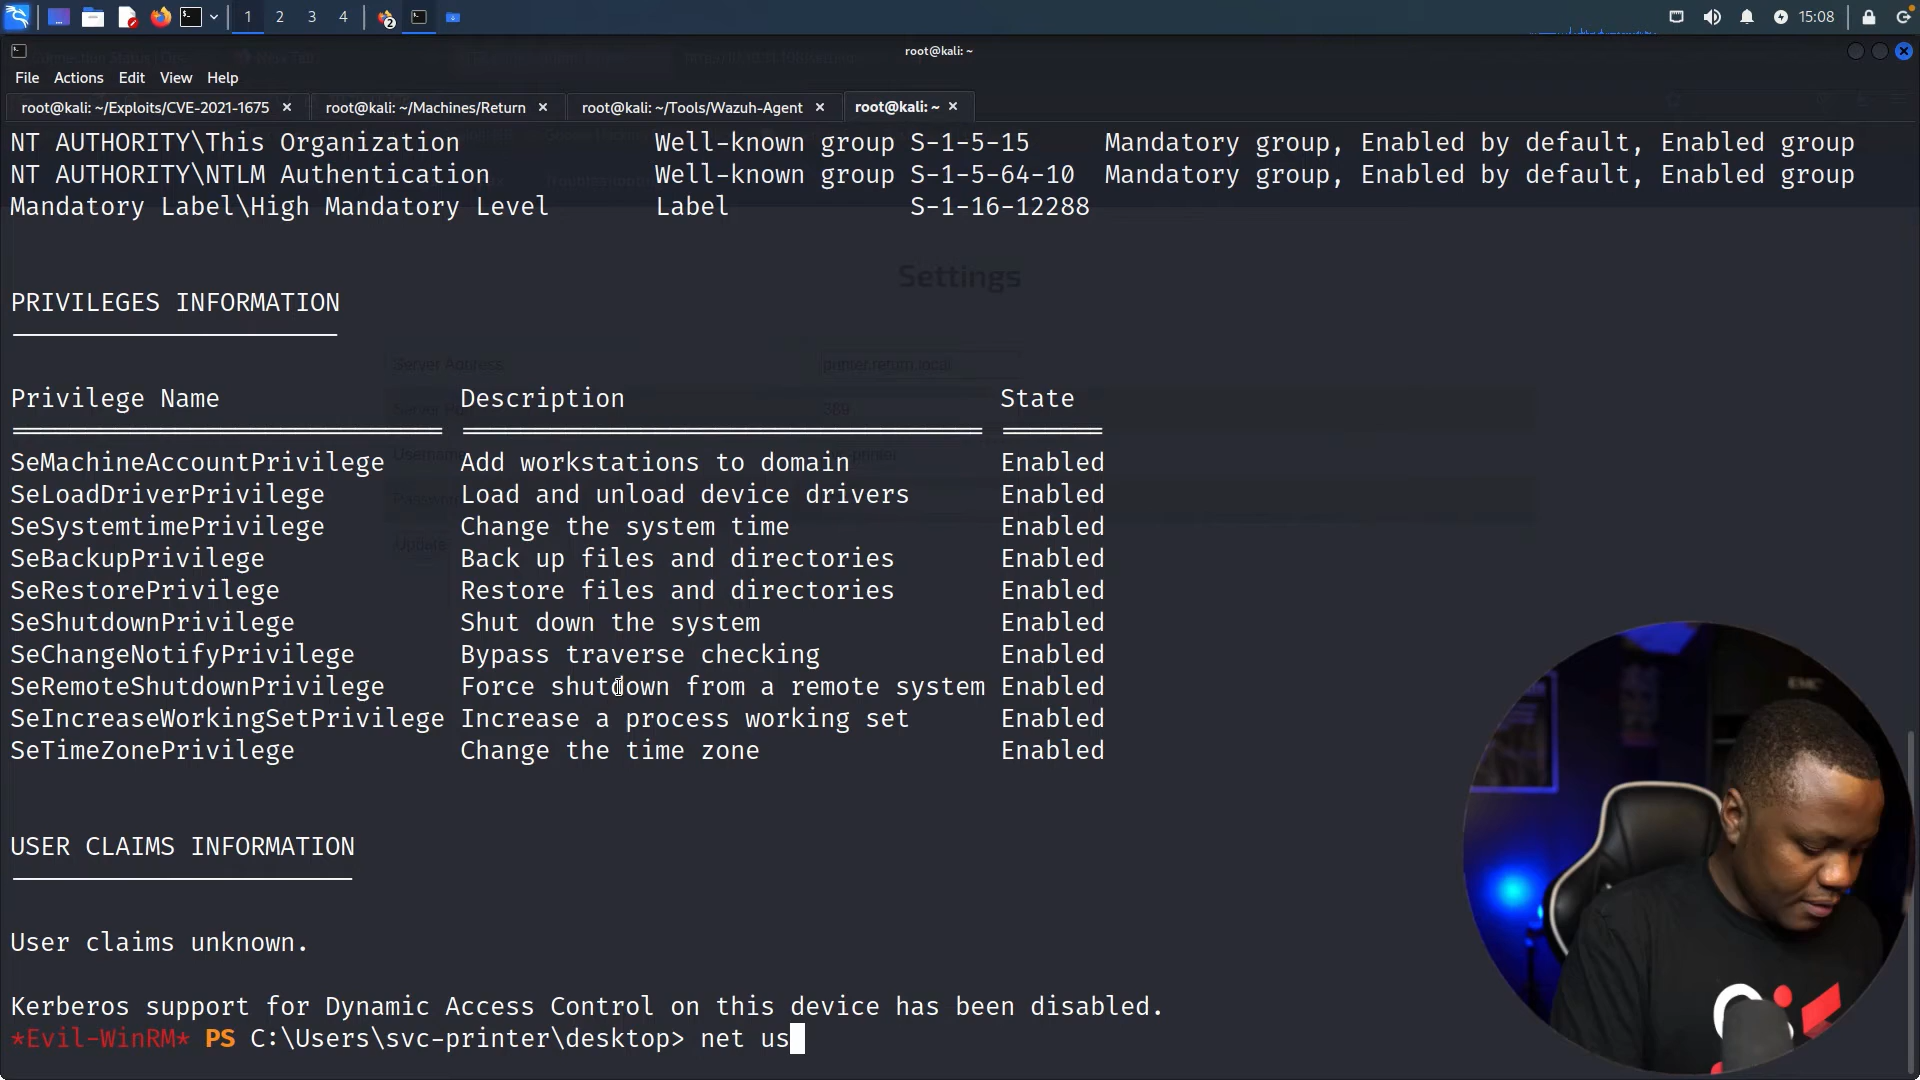 1 2 3 4 2 15:08
root@kali: ~
File Actions Edit View Help
root@kali: ~/Exploits/CVE-2021-1675 root@kali: ~/Machines/Return root@kali: ~/Tools/Wazuh-Agent root@kali: ~
NT AUTHORITY\This Organization Well-known group S-1-5-15 Mandatory group, Enabled by default, Enabled group
NT AUTHORITY\NTLM Authentication Well-known group S-1-5-64-10 Mandatory group, Enabled by default, Enabled group
Mandatory Label\High Mandatory Level Label S-1-16-12288
Settings
PRIVILEGES INFORMATION
Server Address printer.return.local
Privilege Name Description State
SeMachineAccountPrivilege Add workstations to domain Enabled
SeLoadDriverPrivilege Load and unload device drivers Enabled
SeSystemtimePrivilege Change the system time Enabled
Update
SeBackupPrivilege Back up files and directories Enabled
SeRestorePrivilege Restore files and directories Enabled
SeShutdownPrivilege Shut down the system Enabled
SeChangeNotifyPrivilege Bypass traverse checking Enabled
SeRemoteShutdownPrivilege Force shutdown from a remote system Enabled
SeIncreaseWorkingSetPrivilege Increase a process working set Enabled
SeTimeZonePrivilege Change the time zone Enabled
USER CLAIMS INFORMATION
User claims unknown.
Kerberos support for Dynamic Access Control on this device has been disabled.
*Evil-WinRM* PS C:\Users\svc-printer\desktop> net us